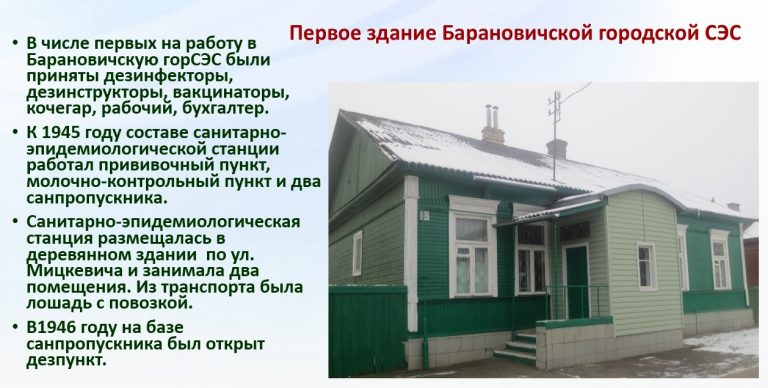 Первое здание Барановичской городской СЭС
• В числе первых на работу в
Барановичскую горСЭС были
приняты дезинфекторы,
дезинструкторы, вакцинаторы,
кочегар, рабочий, бухгалтер.
• К 1945 году составе санитарно-
эпидемиологической станции
работал прививочный пункт,
молочно-контрольный пункт и два
санпропускника.
• Санитарно-эпидемиологическая
станция размещалась в
деревянном здании по ул.
Мицкевича и занимала два
помещения. Из транспорта была
лошадь с повозкой.
• В1946 году на базе
санпропускника был открыт
дезпункт.